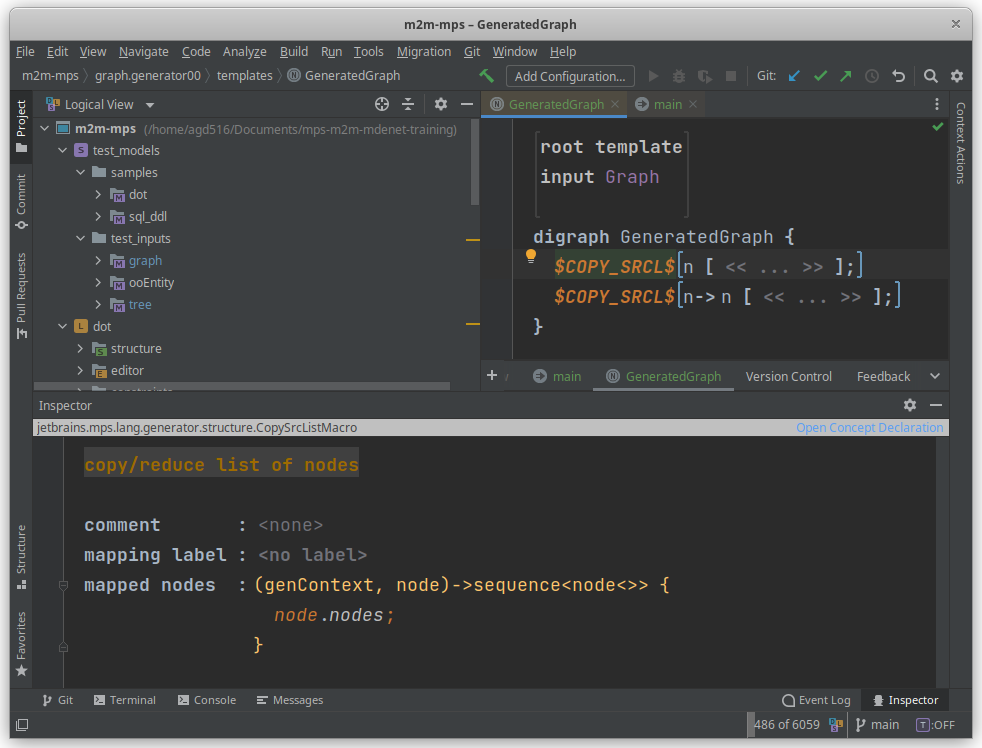 m2m-mps – GeneratedGraph
File Edit View Navigate Code Analyze Build Run Tools Migration Git Window Help
m2m-mps graph.generator00 templates GeneratedGraph Add Configuration... Git:
Project
Commit
Pull Requests
Structure
Favorites
Logical View
m2m-mps (/home/agd516/Documents/mps-m2m-mdenet-training)
test_models
samples
dot
sql_ddl
test_inputs
graph
ooEntity
tree
dot
structure
editor
constraints
GeneratedGraph main
root template
input Graph
digraph GeneratedGraph {
$COPY_SRCL$[n [ << ... >> ];]
$COPY_SRCL$[n-> n [ << ... >> ];]
}
main GeneratedGraph Version Control Feedback
Context Actions
Inspector
jetbrains.mps.lang.generator.structure.CopySrcListMacro Open Concept Declaration
copy/reduce list of nodes
comment : <none>
mapping label : <no label>
mapped nodes : (genContext, node)->sequence<node<>> {
node.nodes;
}
Git Terminal Console Messages Event Log Inspector
486 of 6059 main T :OFF